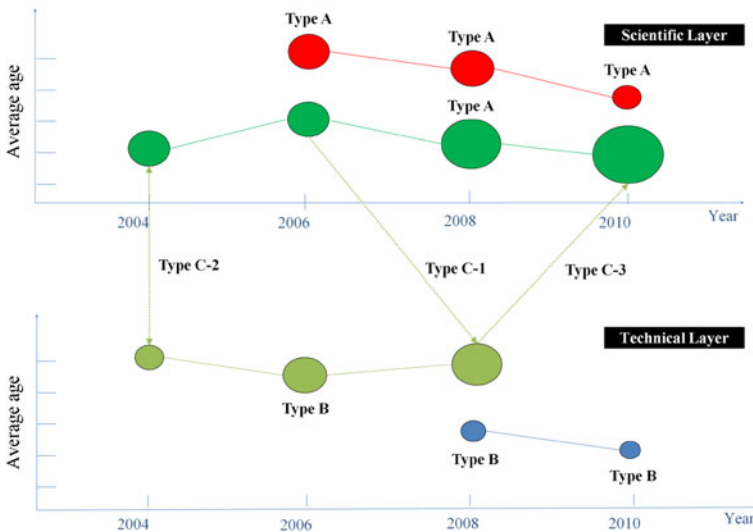 Type A
Type A
Scientific Layer
Type A
Type A
Average age
2004
2006
2008
2010
Year
Type C-2
Type C-1
Type C-3
Technical Layer
Type B
Average age
Type B
Type B
2004
2006
2008
2010
Year